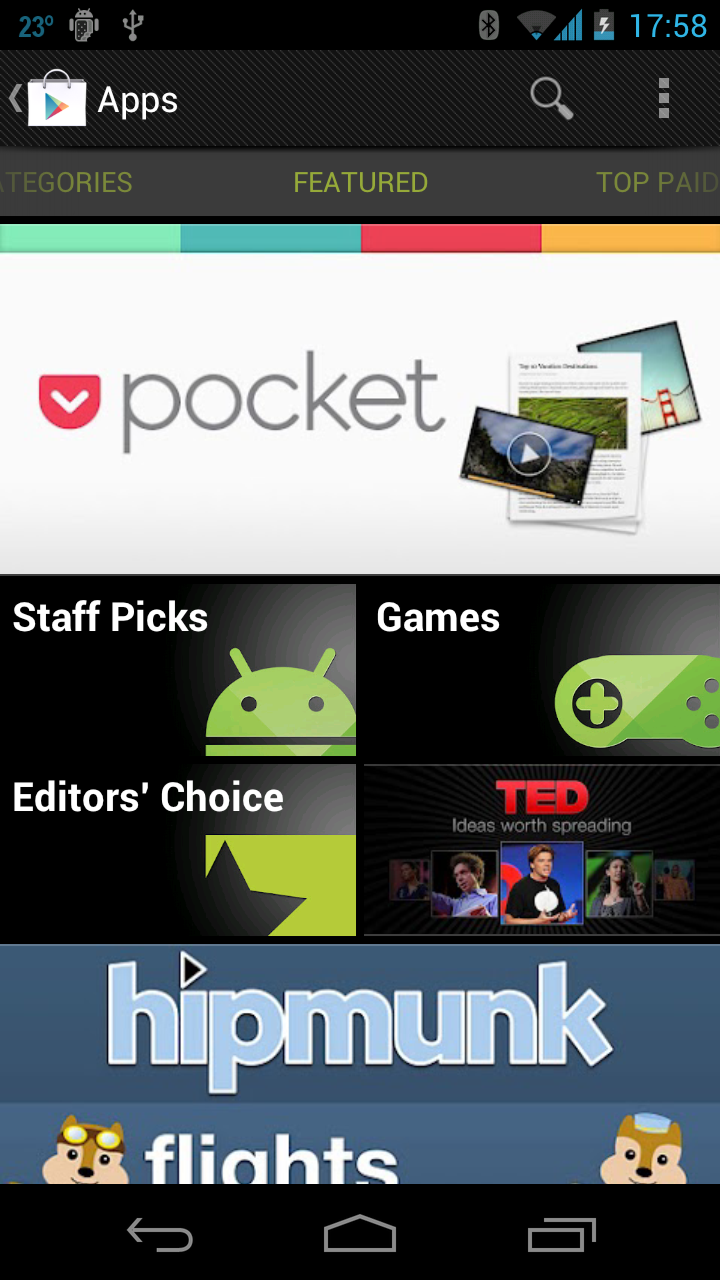 23°
17:58
Apps
ATEGORIES
FEATURED
TOP PAID
pocket
Top 10 Vacation Destinations
Staff Picks
Games
Editors' Choice
TED
Ideas worth spreading
hipmunk
flights